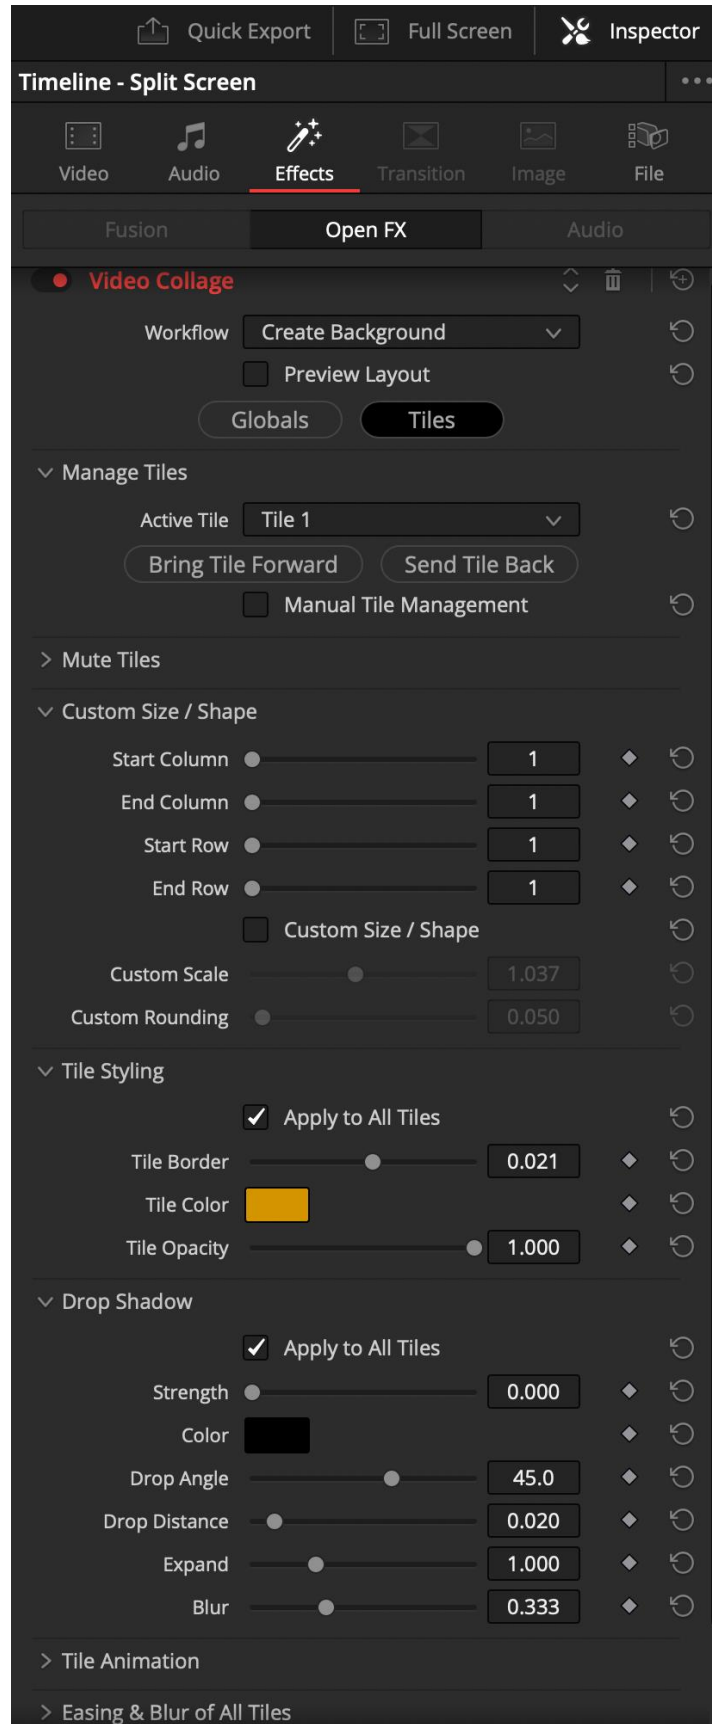 Quick Export Full Screen Inspector
Timeline - Split Screen
Video Audio Effects Transition Image File
Fusion Open FX Audio
Video Collage
Workflow Create Background
Preview Layout
Globals Tiles
Manage Tiles
Active Tile Tile 1
Bring Tile Forward Send Tile Back
Manual Tile Management
Mute Tiles
Custom Size / Shape
Start Column 1
End Column 1
Start Row 1
End Row 1
Custom Size / Shape
Custom Scale 1.037
Custom Rounding 0.050
Tile Styling
Apply to All Tiles
Tile Border 0.021
Tile Color
Tile Opacity 1.000
Drop Shadow
Apply to All Tiles
Strength 0.000
Color
Drop Angle 45.0
Drop Distance 0.020
Expand 1.000
Blur 0.333
Tile Animation
Easing & Blur of All Tiles